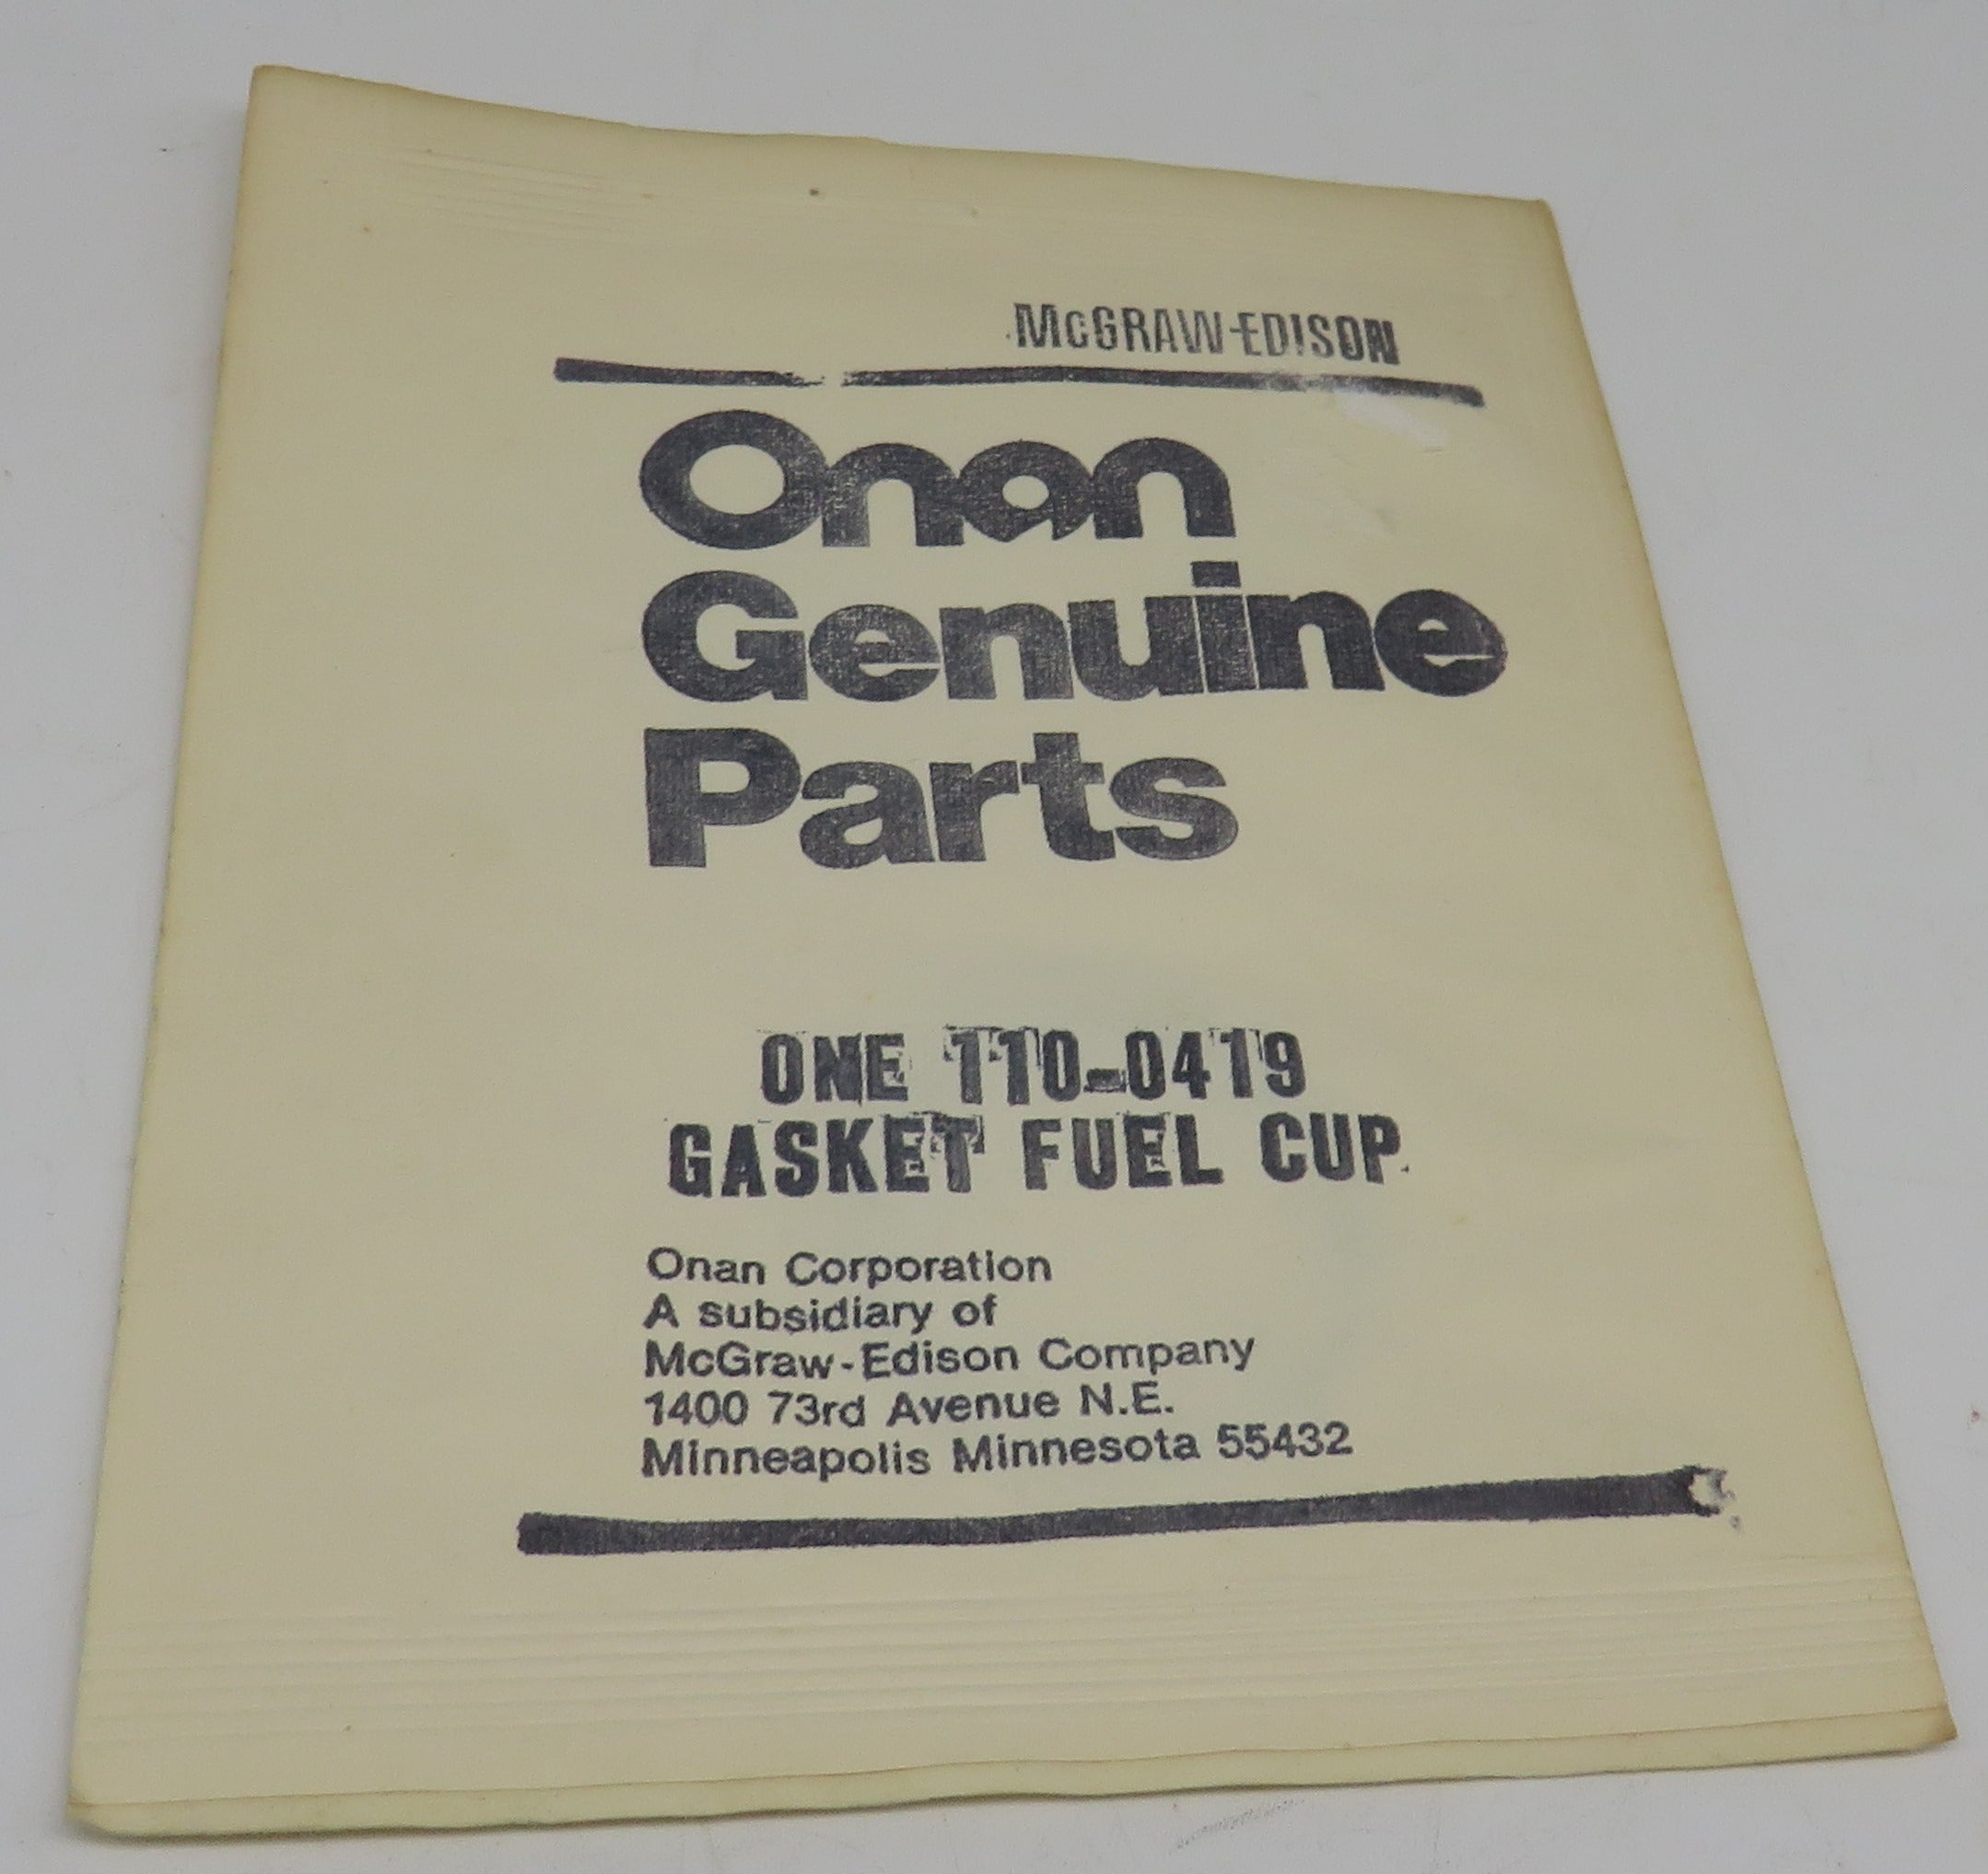 McGRAW-EDISON
Onan
Genuine
Parts
ONE 110-0419
GASKET FUEL CUP
Onan Corporation
A subsidiary of
McGraw-Edison Company
1400 73rd Avenue N.E.
Minneapolis Minnesota 55432